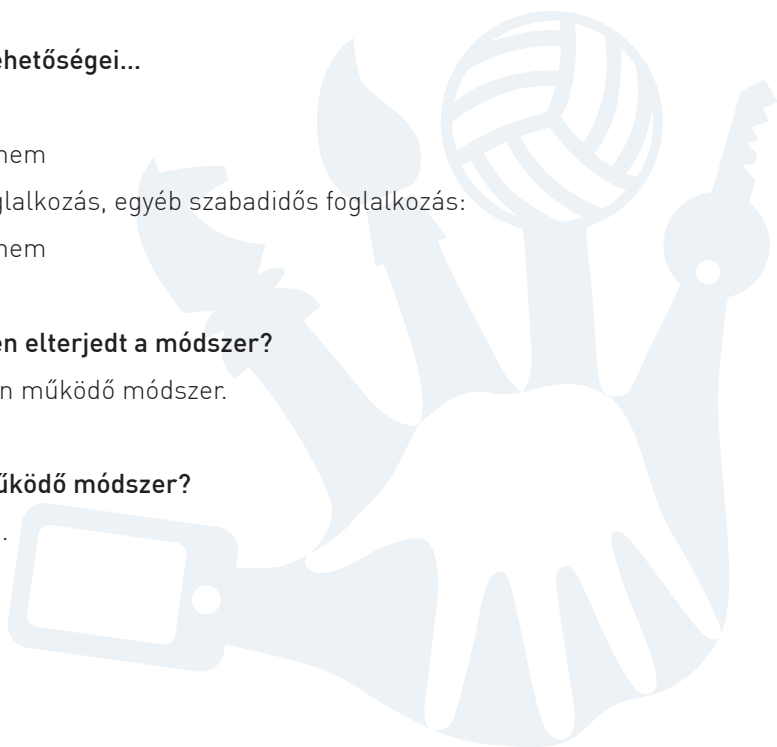 ehetőségei...
nem
glalkozás, egyéb szabadidős foglalkozás:
nem
en elterjedt a módszer?
n működő módszer.
űködő módszer?
.